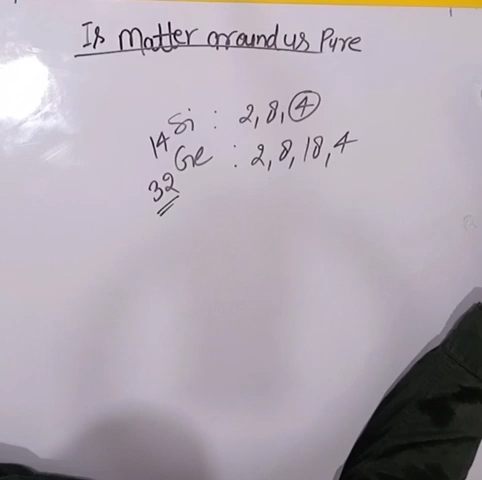 Is Matter around us Pure
14Si : 2, 8, 4
32Ge : 2, 8, 18, 4